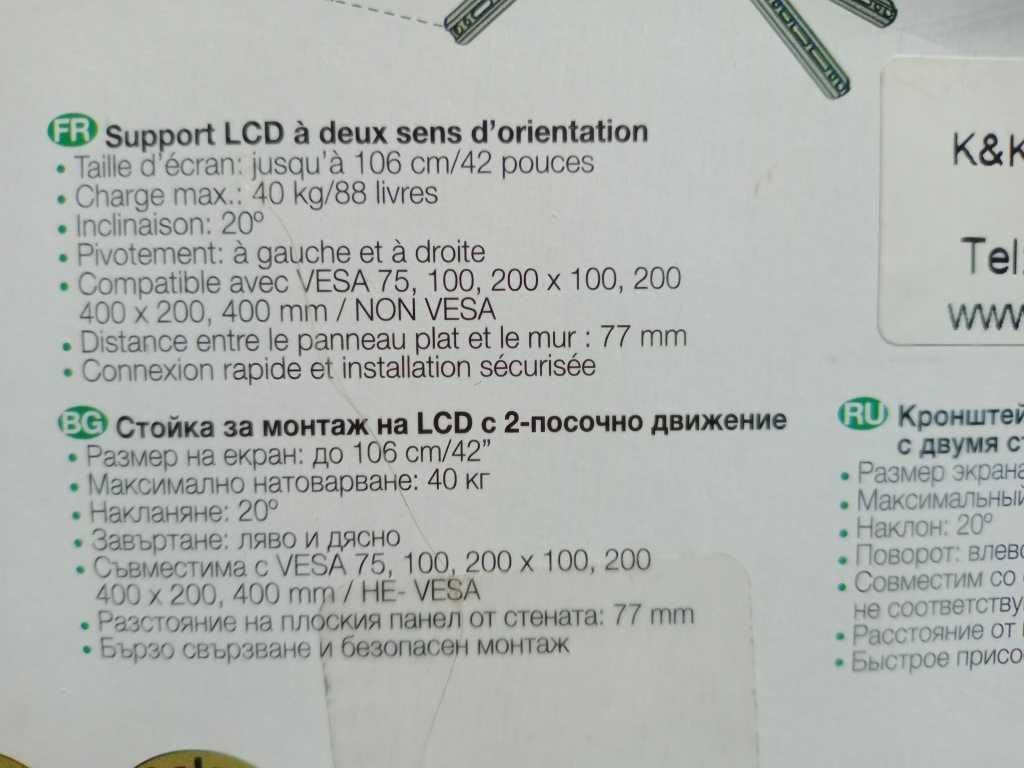 FR Support LCD à deux sens d'orientation
• Taille d'écran: jusqu'à 106 cm/42 pouces
• Charge max.: 40 kg/88 livres
• Inclinaison: 20º
• Pivotement: à gauche et à droite
• Compatible avec VESA 75, 100, 200 x 100, 200
400 x 200, 400 mm / NON VESA
• Distance entre le panneau plat et le mur : 77 mm
• Connexion rapide et installation sécurisée
BG Стойка за монтаж на LCD с 2-посочно движение
• Размер на екран: до 106 cm/42”
• Максимално натоварване: 40 кг
• Накланяне: 20º
• Завъртане: ляво и дясно
• Съвместима с VESA 75, 100, 200 x 100, 200
400 x 200, 400 mm / НЕ- VESA
• Разстояние на плоския панел от стената: 77 mm
• Бързо свързване и безопасен монтаж
K&K
Tel:
www
RU Кронштей
с двумя с
• Размер экрана
• Максимальный
• Наклон: 20º
• Поворот: влево
• Совместим со
не соответству
• Расстояние от
• Быстрое присо